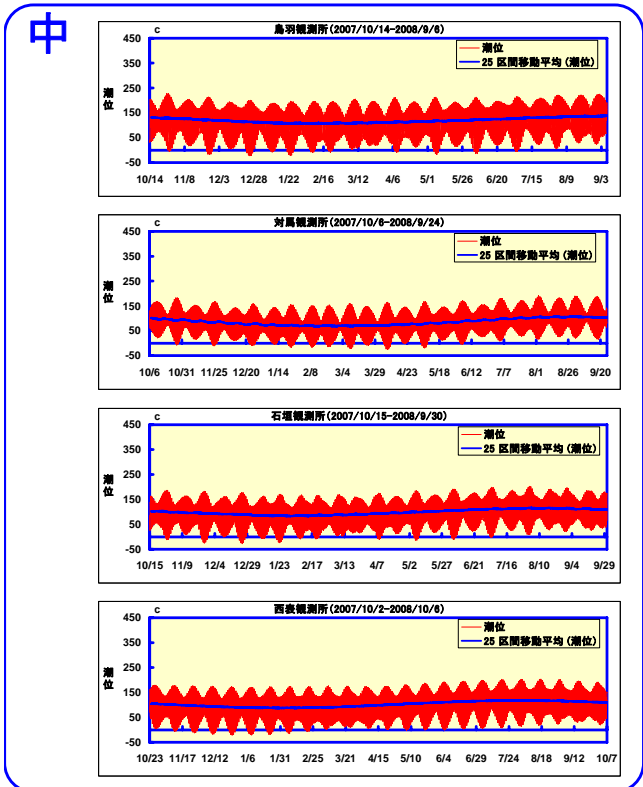 中
鳥羽観測所(2007/10/14-2008/9/6)
c
450
350
250
150
50
-50
潮位
潮位
25 区間移動平均 (潮位)
10/14 11/8 12/3 12/28 1/22 2/16 3/12 4/6 5/1 5/26 6/20 7/15 8/9 9/3
対馬観測所(2007/10/6-2008/9/24)
c
450
350
250
150
50
-50
潮位
潮位
25 区間移動平均 (潮位)
10/6 10/31 11/25 12/20 1/14 2/8 3/4 3/29 4/23 5/18 6/12 7/7 8/1 8/26 9/20
石垣観測所(2007/10/15-2008/9/30)
c
450
350
250
150
50
-50
潮位
潮位
25 区間移動平均 (潮位)
10/15 11/9 12/4 12/29 1/23 2/17 3/13 4/7 5/2 5/27 6/21 7/16 8/10 9/4 9/29
西表観測所(2007/10/2-2008/10/6)
c
450
350
250
150
50
-50
潮位
潮位
25 区間移動平均 (潮位)
10/23 11/17 12/12 1/6 1/31 2/25 3/21 4/15 5/10 6/4 6/29 7/24 8/18 9/12 10/7